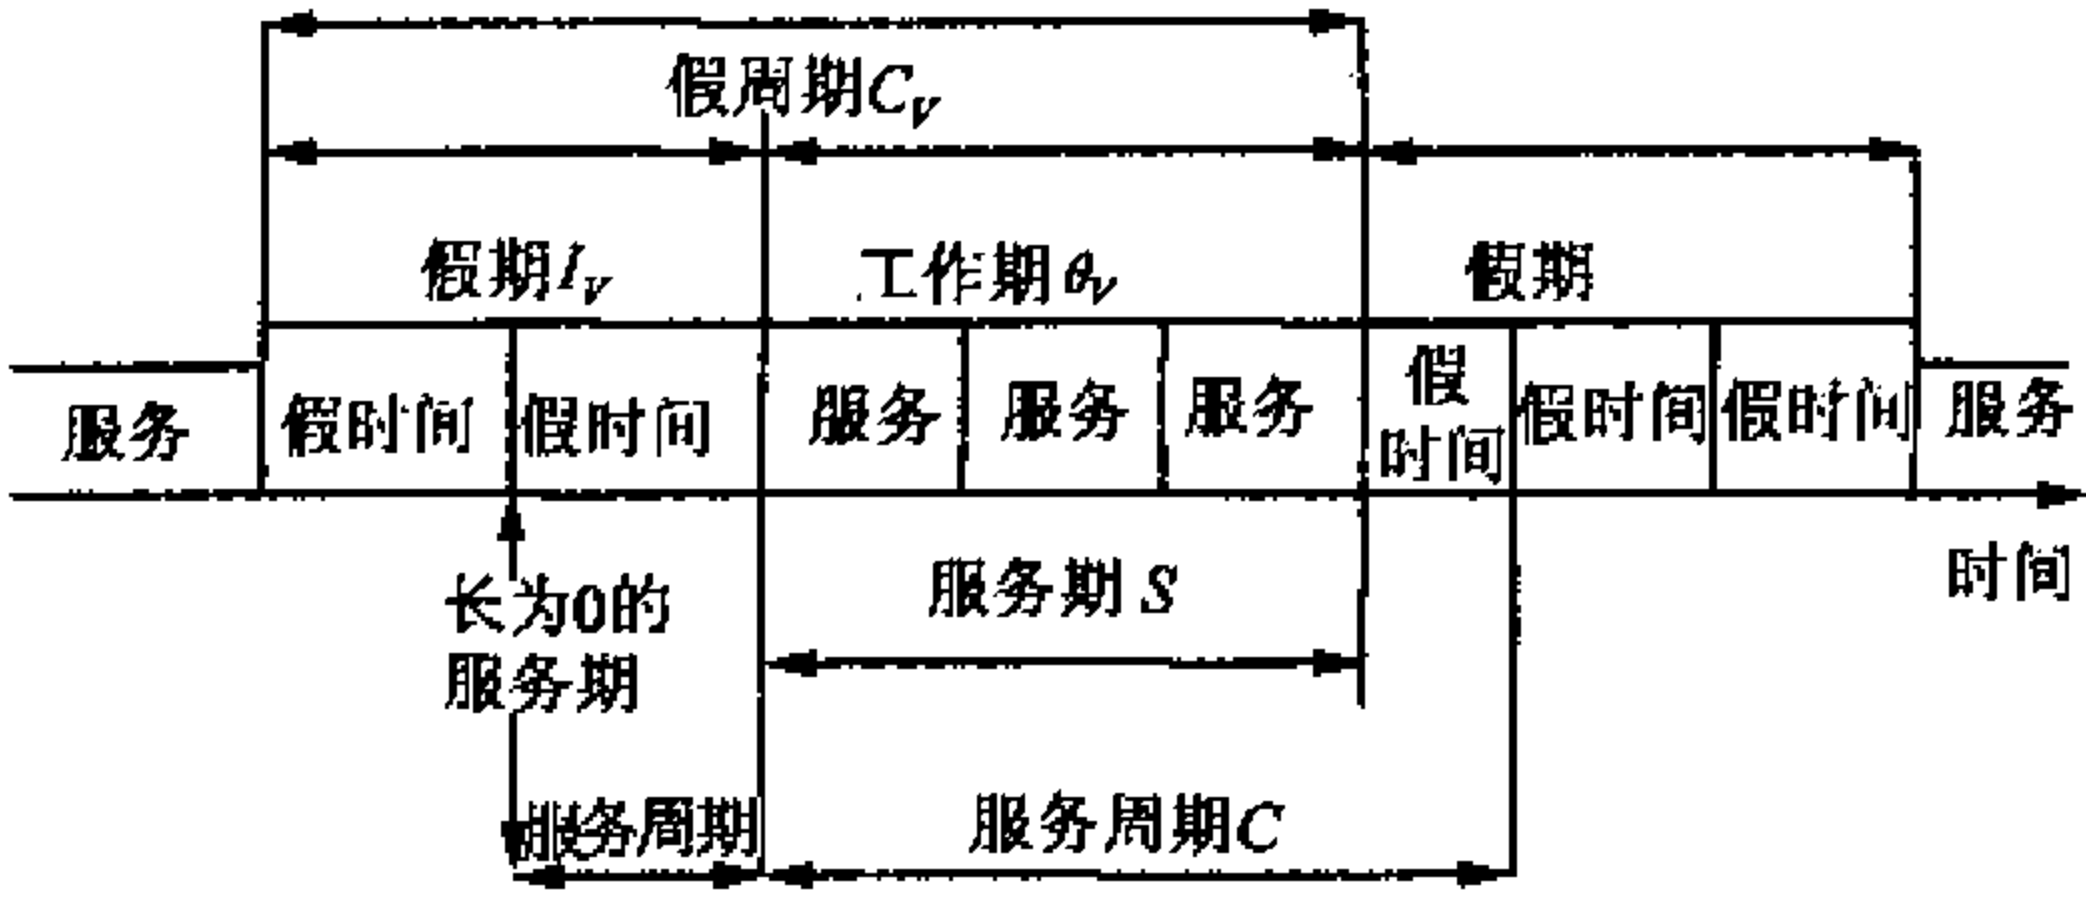 假周期C_V
假期I_V
工作期θ_V
假期
服务
假时间
假时间
服务
服务
服务
假
时间
假时间
假时间
服务
时间
长为0的
服务期
服务期S
服务周期
服务周期C